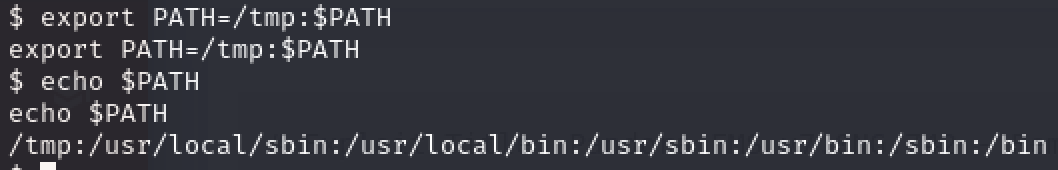 $ export PATH=/tmp:$PATH
export PATH=/tmp:$PATH
$ echo $PATH
echo $PATH
/tmp:/usr/local/sbin:/usr/local/bin:/usr/sbin:/usr/bin:/sbin:/bin
$